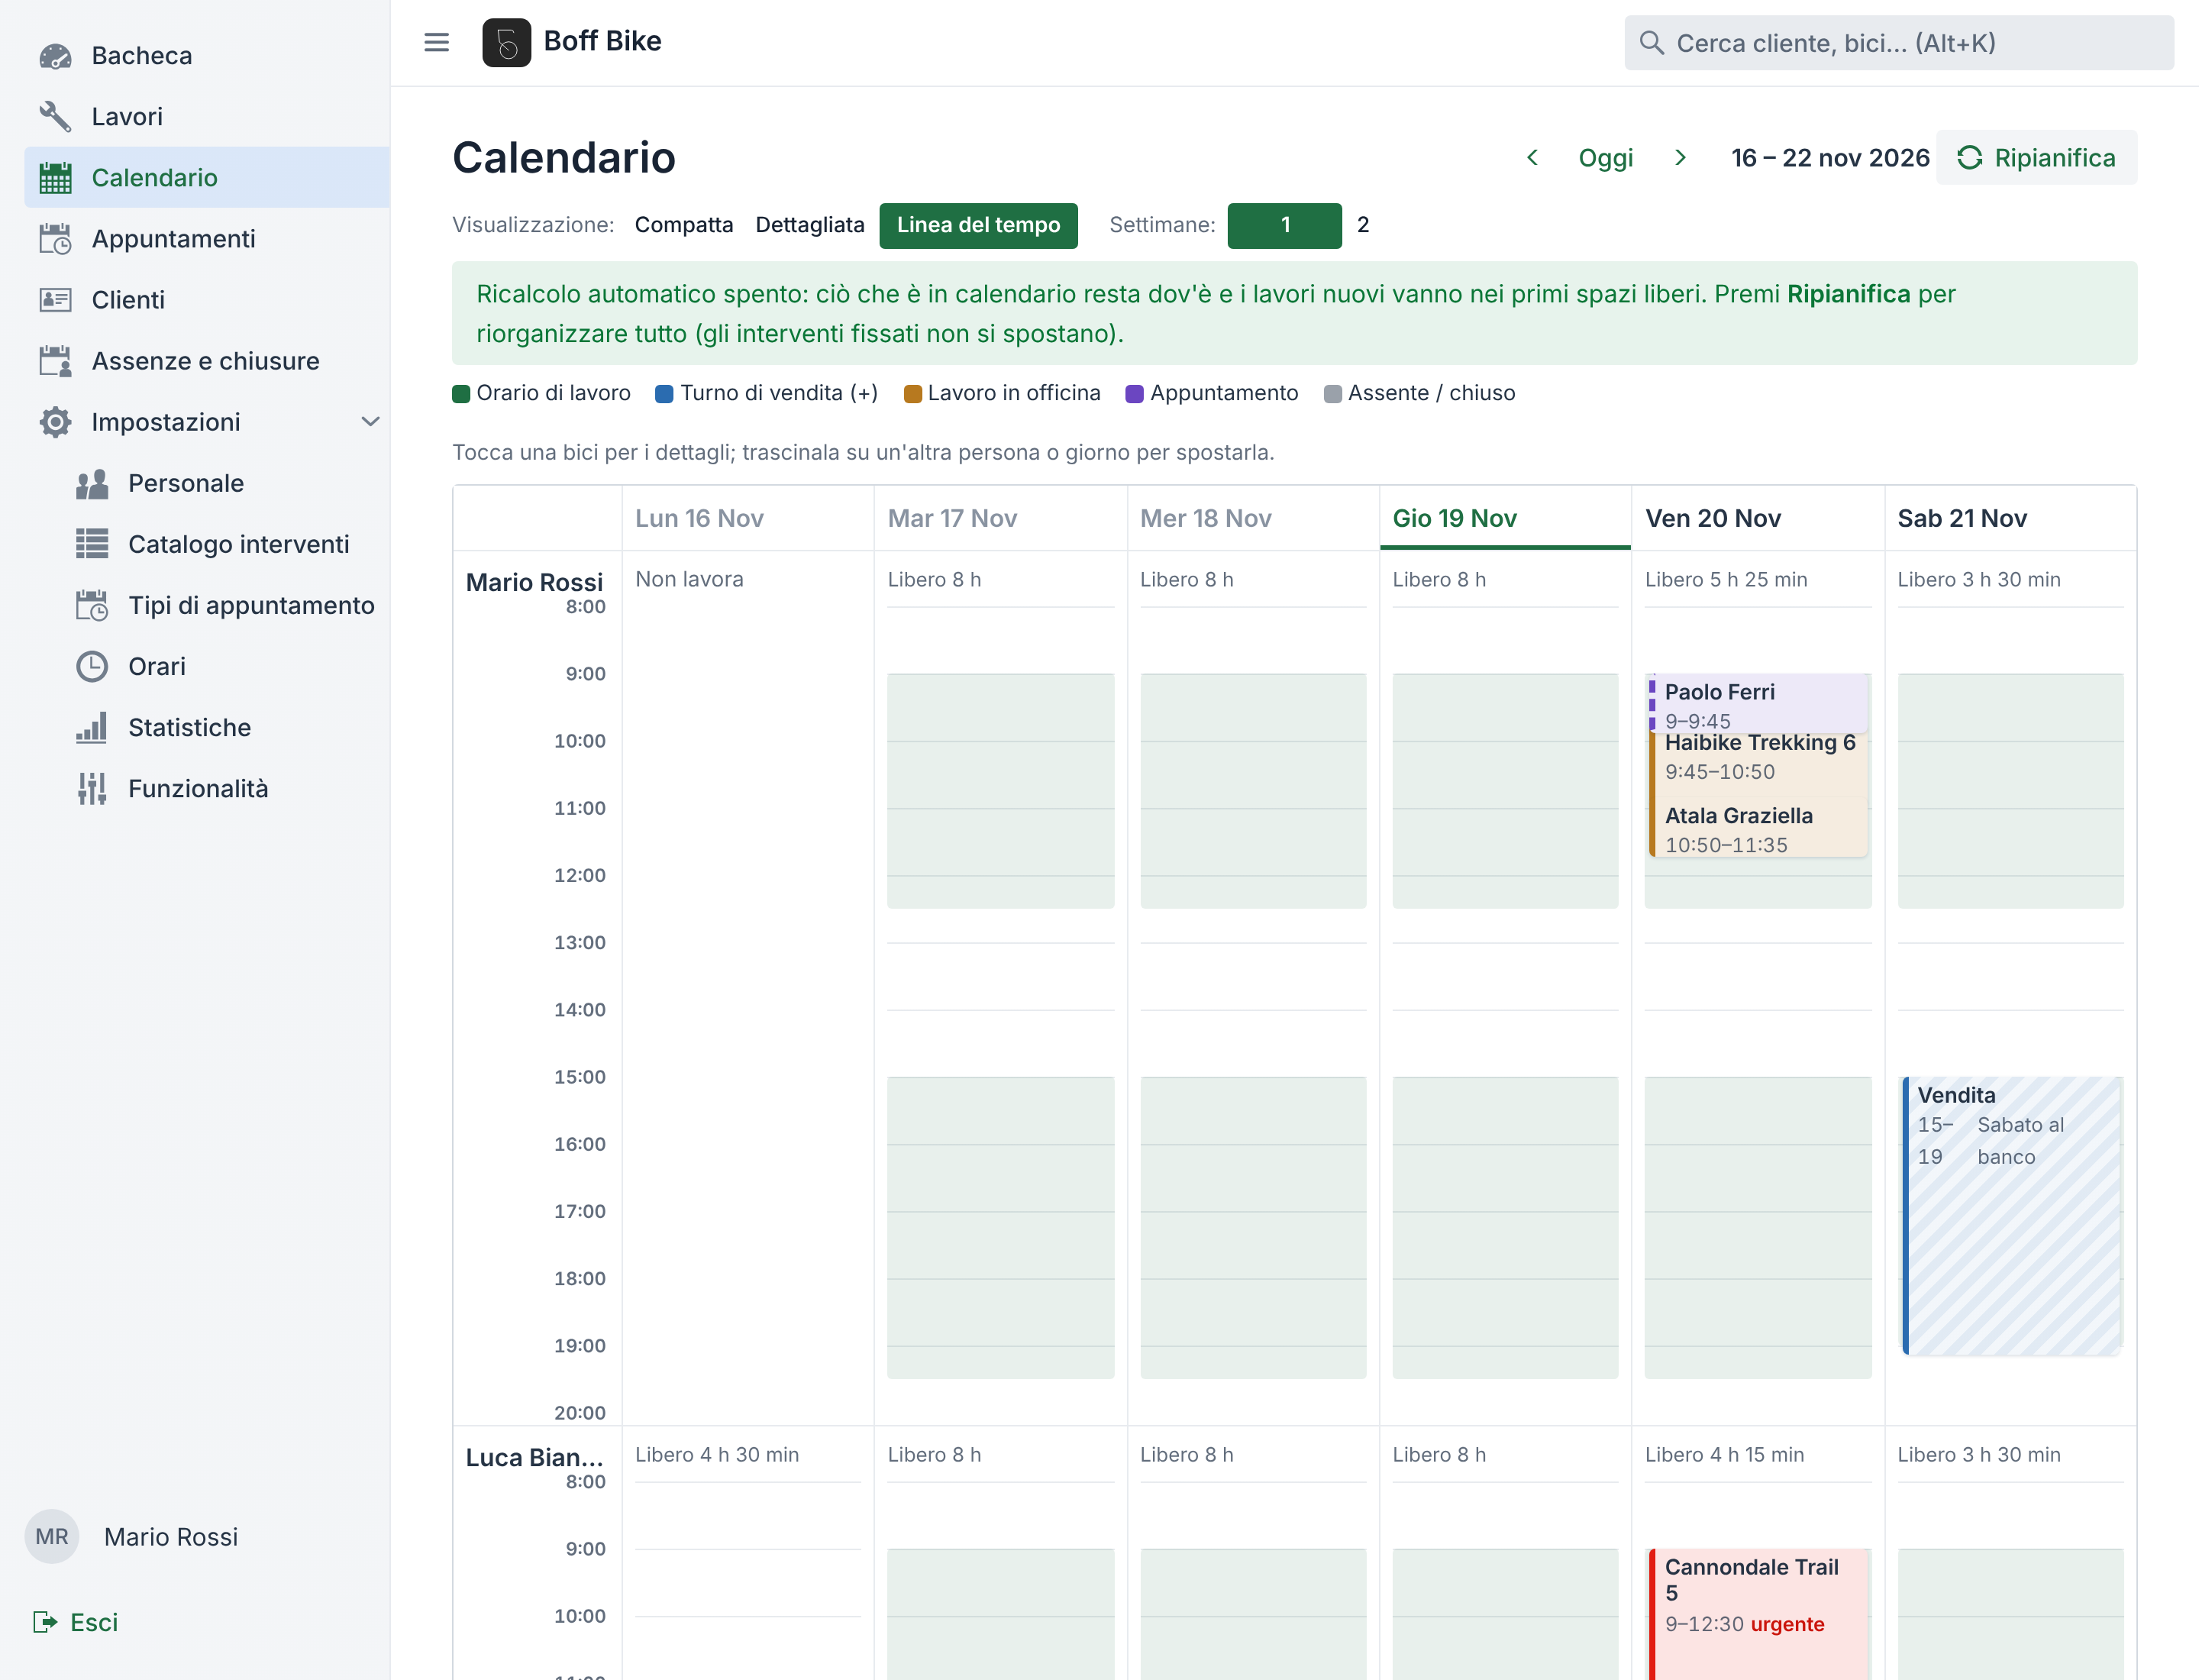 Bacheca
Lavori
Calendario
Appuntamenti
Clienti
Assenze e chiusure
Impostazioni
Personale
Catalogo interventi
Tipi di appuntamento
Orari
Statistiche
Funzionalità
MR Mario Rossi
Esci
Boff Bike
Cerca cliente, bici... (Alt+K)
Calendario
Oggi
16 – 22 nov 2026
Ripianifica
Visualizzazione: Compatta Dettagliata Linea del tempo Settimane: 1 2
Ricalcolo automatico spento: ciò che è in calendario resta dov'è e i lavori nuovi vanno nei primi spazi liberi. Premi Ripianifica per
riorganizzare tutto (gli interventi fissati non si spostano).
Orario di lavoro Turno di vendita (+) Lavoro in officina Appuntamento Assente / chiuso
Tocca una bici per i dettagli; trascinala su un'altra persona o giorno per spostarla.
Lun 16 Nov Mar 17 Nov Mer 18 Nov Gio 19 Nov Ven 20 Nov Sab 21 Nov
Mario Rossi Non lavora Libero 8 h Libero 8 h Libero 8 h Libero 5 h 25 min Libero 3 h 30 min
8:00
9:00
Paolo Ferri
9–9:45
10:00
Haibike Trekking 6
9:45–10:50
11:00
Atala Graziella
10:50–11:35
12:00
13:00
14:00
15:00
Vendita
15–
19
Sabato al
banco
16:00
17:00
18:00
19:00
20:00
Luca Bian... Libero 4 h 30 min Libero 8 h Libero 8 h Libero 8 h Libero 4 h 15 min Libero 3 h 30 min
8:00
9:00
Cannondale Trail
5
9–12:30 urgente
10:00